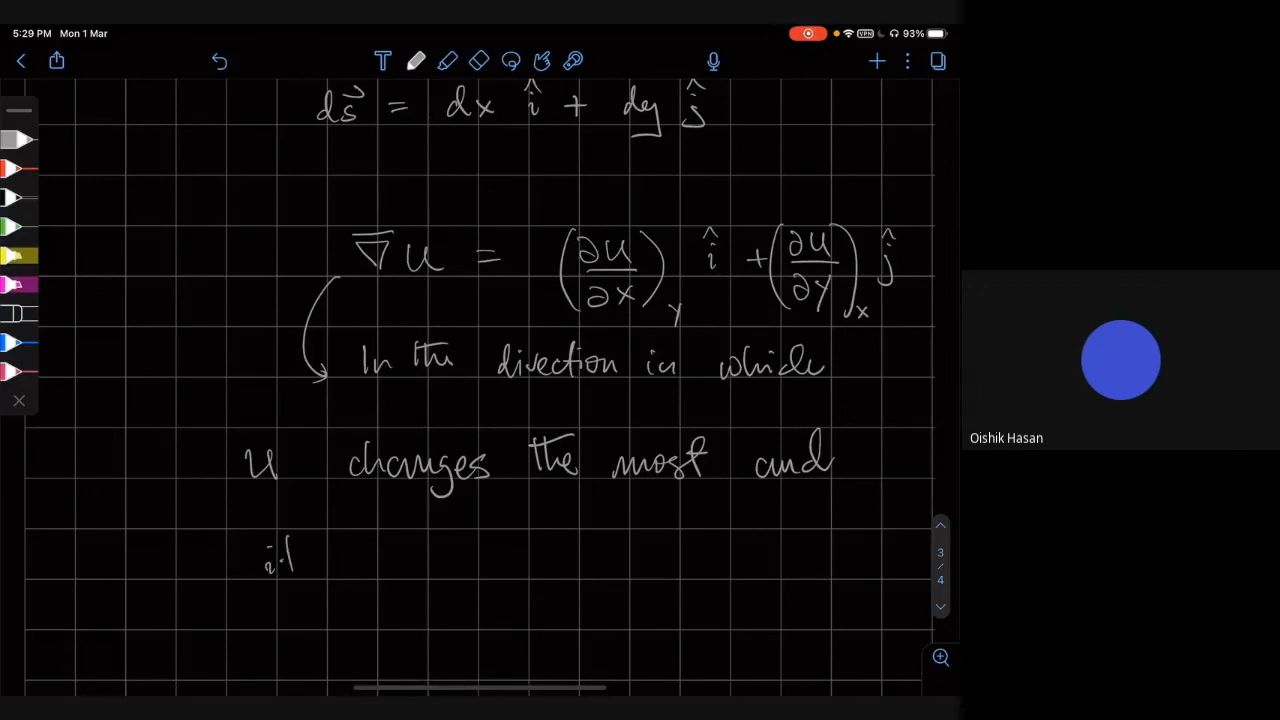 5:29 PM Mon 1 Mar
VPN 93%
T
ds⃗ = dx î + dy ĵ
∇̅u = (∂u/∂x)_y î + (∂u/∂y)_x ĵ
In the direction in which
u changes the most and
3
/
4
Oishik Hasan